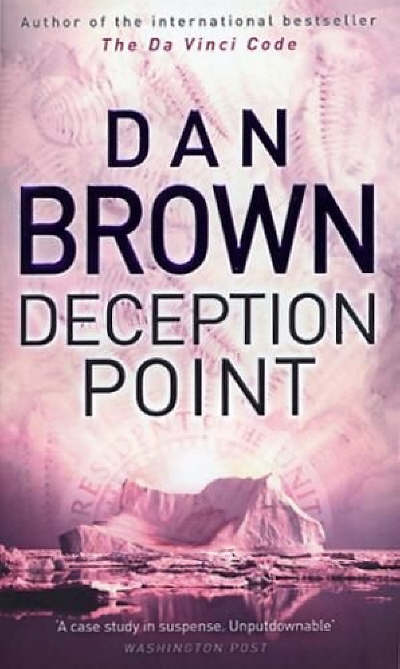 Author of the international bestseller
The Da Vinci Code
DAN
BROWN
DECEPTION
POINT
'A case study in suspense. Unputdownable'
WASHINGTON POST